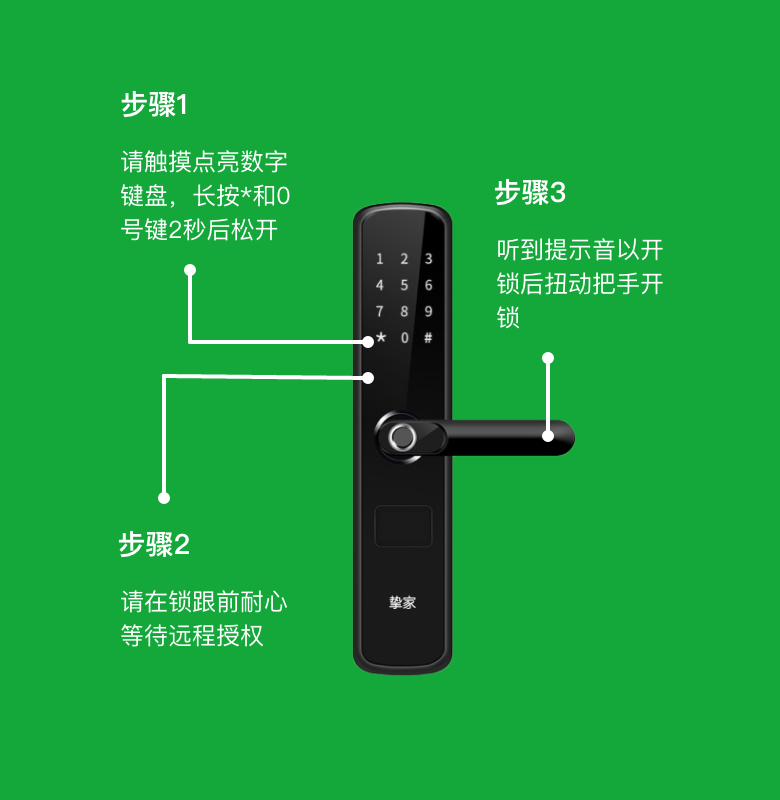 步骤1
请触摸点亮数字
键盘，长按*和0
号键2秒后松开
步骤3
听到提示音以开
锁后扭动把手开
锁
1 2 3
4 5 6
7 8 9
* 0 #
步骤2
请在锁跟前耐心
等待远程授权
挚家